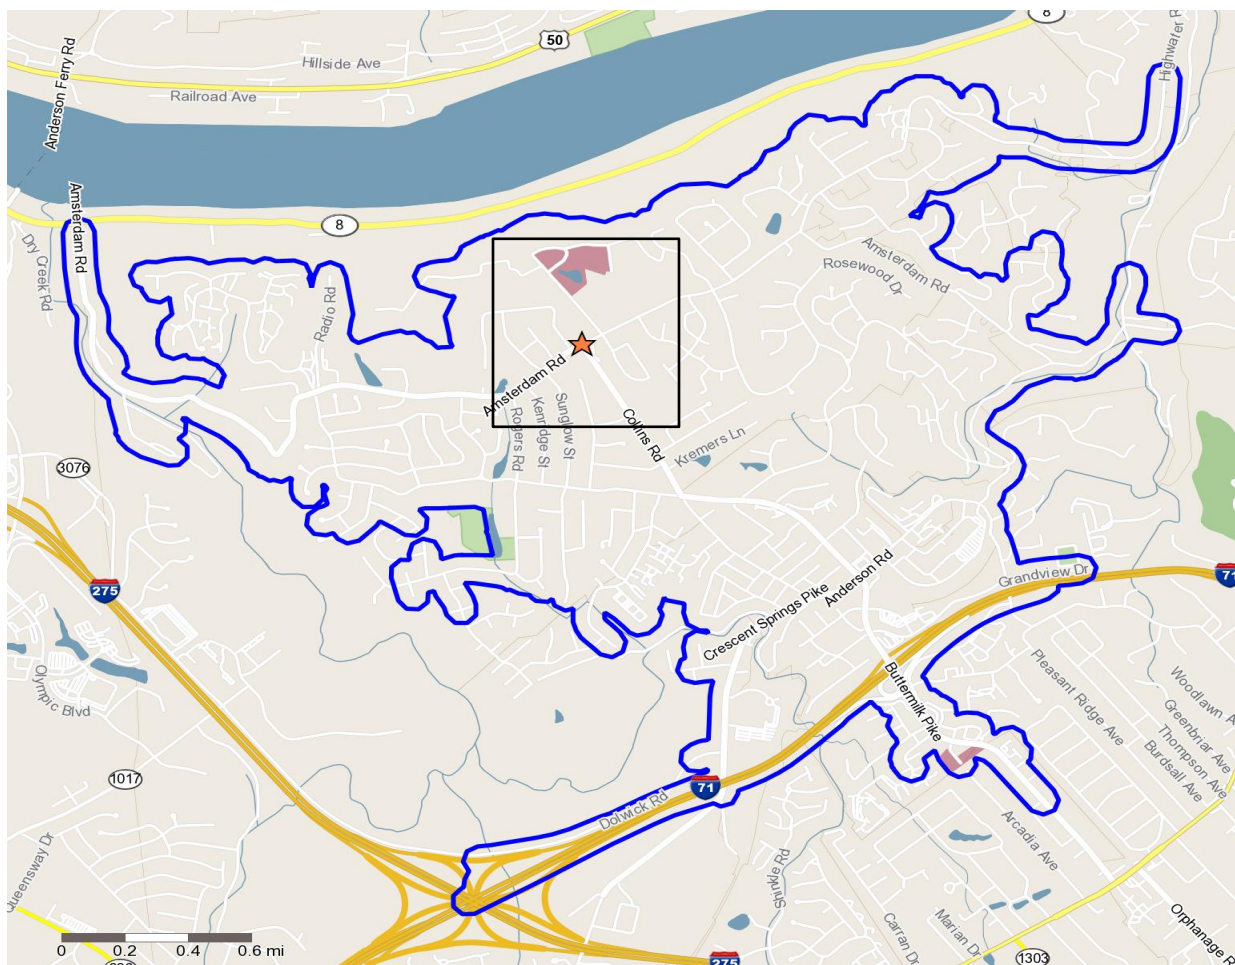 8
Highwater R
50
Hillside Ave
Railroad Ave
Anderson Ferry Rd
Amsterdam Rd
8
Dry Creek Rd
Amsterdam Rd
Rosewood Dr
Radio Rd
Amsterdam Rd
Sunglow St
Kenridge St
Rogers Rd
Collins Rd
Kremers Ln
3076
275
Anderson Rd
Grandview Dr
71
Crescent Springs Pike
Olympic Blvd
Buttermilk Pike
Pleasant Ridge Ave
Woodlawn A
Greenbriar Ave
Thompson Ave
Burdsall Ave
1017
71
Dolwick Rd
Arcadia Ave
Queensway Dr
Shinkle Rd
Carran Dr
Marian Dr
Orphanage R
0 0.2 0.4 0.6 mi
275
1303